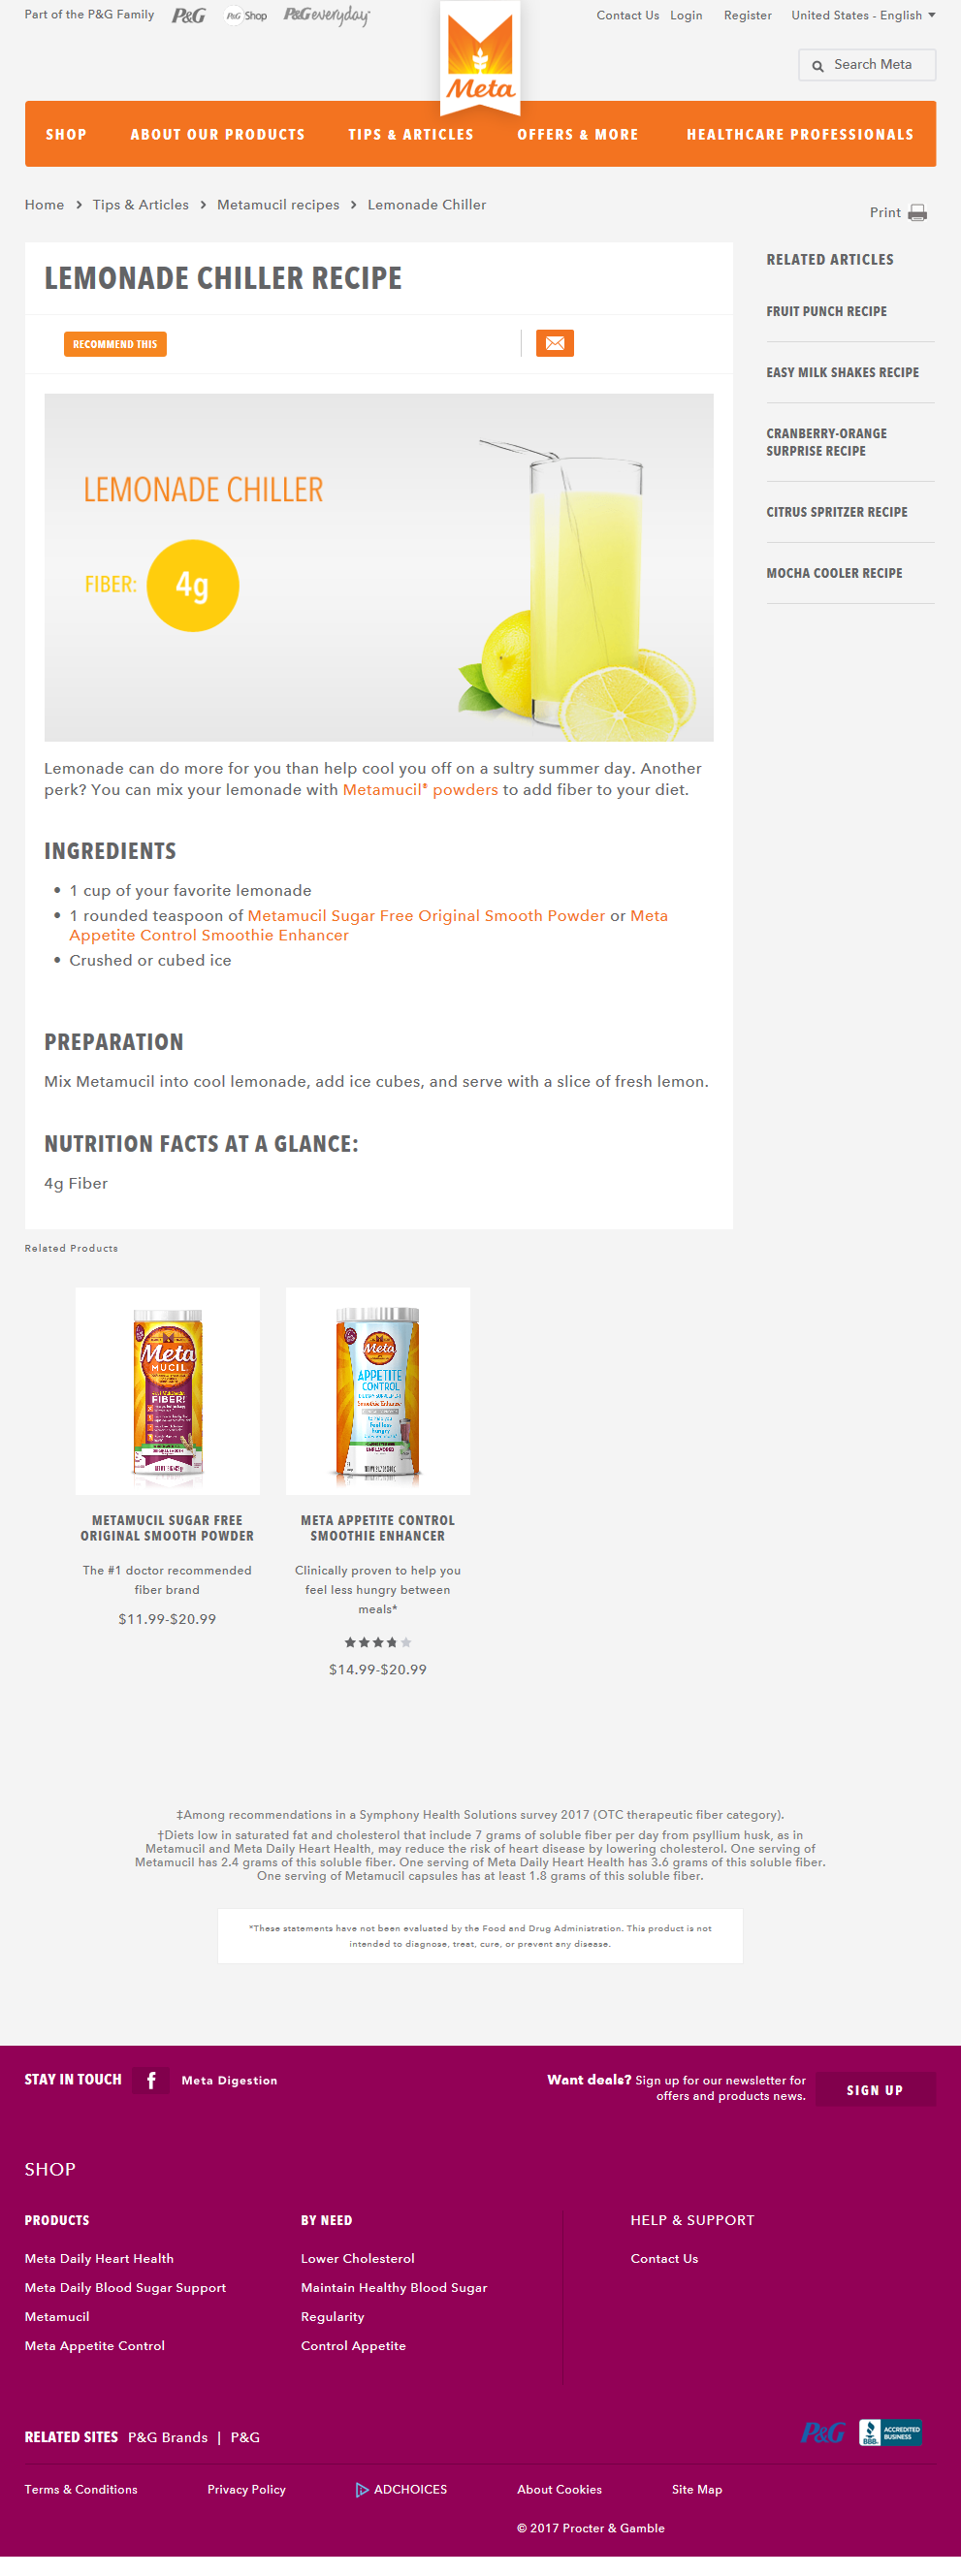 Part of the P&G Family P&G P&G Shop P&G everyday
Contact Us Login Register United States - English
Meta
Search Meta
SHOP ABOUT OUR PRODUCTS TIPS & ARTICLES OFFERS & MORE HEALTHCARE PROFESSIONALS
Home > Tips & Articles > Metamucil recipes > Lemonade Chiller
Print
LEMONADE CHILLER RECIPE
RECOMMEND THIS
LEMONADE CHILLER
FIBER: 4g
Lemonade can do more for you than help cool you off on a sultry summer day. Another
perk? You can mix your lemonade with Metamucil® powders to add fiber to your diet.
INGREDIENTS
• 1 cup of your favorite lemonade
• 1 rounded teaspoon of Metamucil Sugar Free Original Smooth Powder or Meta
Appetite Control Smoothie Enhancer
• Crushed or cubed ice
PREPARATION
Mix Metamucil into cool lemonade, add ice cubes, and serve with a slice of fresh lemon.
NUTRITION FACTS AT A GLANCE:
4g Fiber
RELATED ARTICLES
FRUIT PUNCH RECIPE
EASY MILK SHAKES RECIPE
CRANBERRY-ORANGE
SURPRISE RECIPE
CITRUS SPRITZER RECIPE
MOCHA COOLER RECIPE
Related Products
Meta
MUCIL
FIBER!
METAMUCIL SUGAR FREE
ORIGINAL SMOOTH POWDER
The #1 doctor recommended
fiber brand
$11.99-$20.99
Meta
APPETITE
CONTROL
Smoothie Enhancer
feel less
hungry
UNFLAVORED
META APPETITE CONTROL
SMOOTHIE ENHANCER
Clinically proven to help you
feel less hungry between
meals*
$14.99-$20.99
‡Among recommendations in a Symphony Health Solutions survey 2017 (OTC therapeutic fiber category).
†Diets low in saturated fat and cholesterol that include 7 grams of soluble fiber per day from psyllium husk, as in
Metamucil and Meta Daily Heart Health, may reduce the risk of heart disease by lowering cholesterol. One serving of
Metamucil has 2.4 grams of this soluble fiber. One serving of Meta Daily Heart Health has 3.6 grams of this soluble fiber.
One serving of Metamucil capsules has at least 1.8 grams of this soluble fiber.
*These statements have not been evaluated by the Food and Drug Administration. This product is not
intended to diagnose, treat, cure, or prevent any disease.
STAY IN TOUCH f Meta Digestion
Want deals? Sign up for our newsletter for
offers and products news.
SIGN UP
SHOP
PRODUCTS
Meta Daily Heart Health
Meta Daily Blood Sugar Support
Metamucil
Meta Appetite Control
BY NEED
Lower Cholesterol
Maintain Healthy Blood Sugar
Regularity
Control Appetite
HELP & SUPPORT
Contact Us
RELATED SITES P&G Brands | P&G
P&G
BBB.
ACCREDITED
BUSINESS
Terms & Conditions Privacy Policy ADCHOICES About Cookies Site Map
© 2017 Procter & Gamble